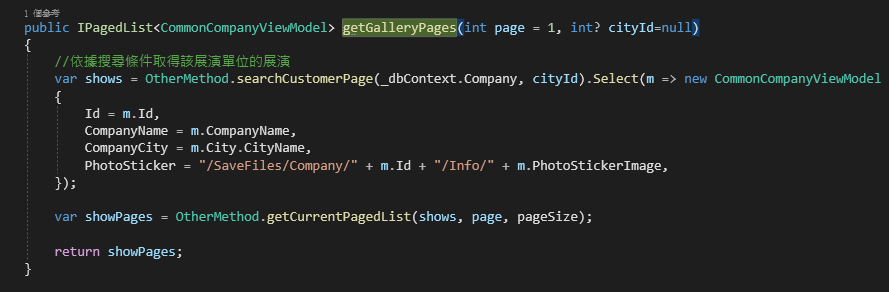 1 個參考
public IPagedList<CommonCompanyViewModel> getGalleryPages(int page = 1, int? cityId=null)
{
//依據搜尋條件取得該展演單位的展演
var shows = OtherMethod.searchCustomerPage(_dbContext.Company, cityId).Select(m => new CommonCompanyViewModel
{
Id = m.Id,
CompanyName = m.CompanyName,
CompanyCity = m.City.CityName,
PhotoSticker = "/SaveFiles/Company/" + m.Id + "/Info/" + m.PhotoStickerImage,
});
var showPages = OtherMethod.getCurrentPagedList(shows, page, pageSize);
return showPages;
}